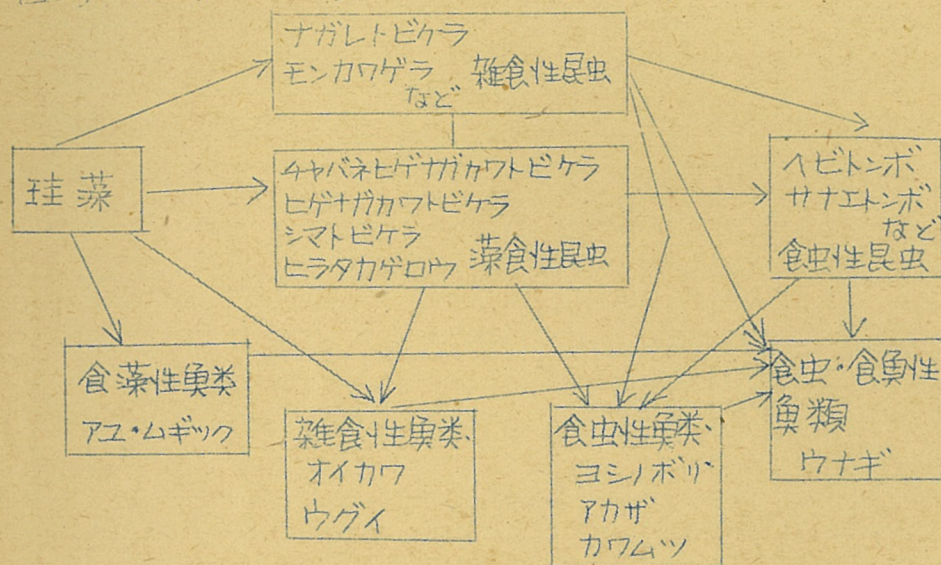 ナガレトビケラ
モンカワゲラ 雑食性昆虫
など
珪藻
チャバネヒゲナガカワトビケラ
ヒゲナガカワトビケラ
シマトビケラ
ヒラタカゲロウ 藻食性昆虫
ヘビトンボ
サナエトンボ
など
食虫性昆虫
食藻性魚类
アユ・ムギツク
雑食性魚类
オイカワ
ウグイ
食虫性魚类
ヨシノボリ
アカザ
カワムツ
食虫・食魚性
魚類
ウナギ